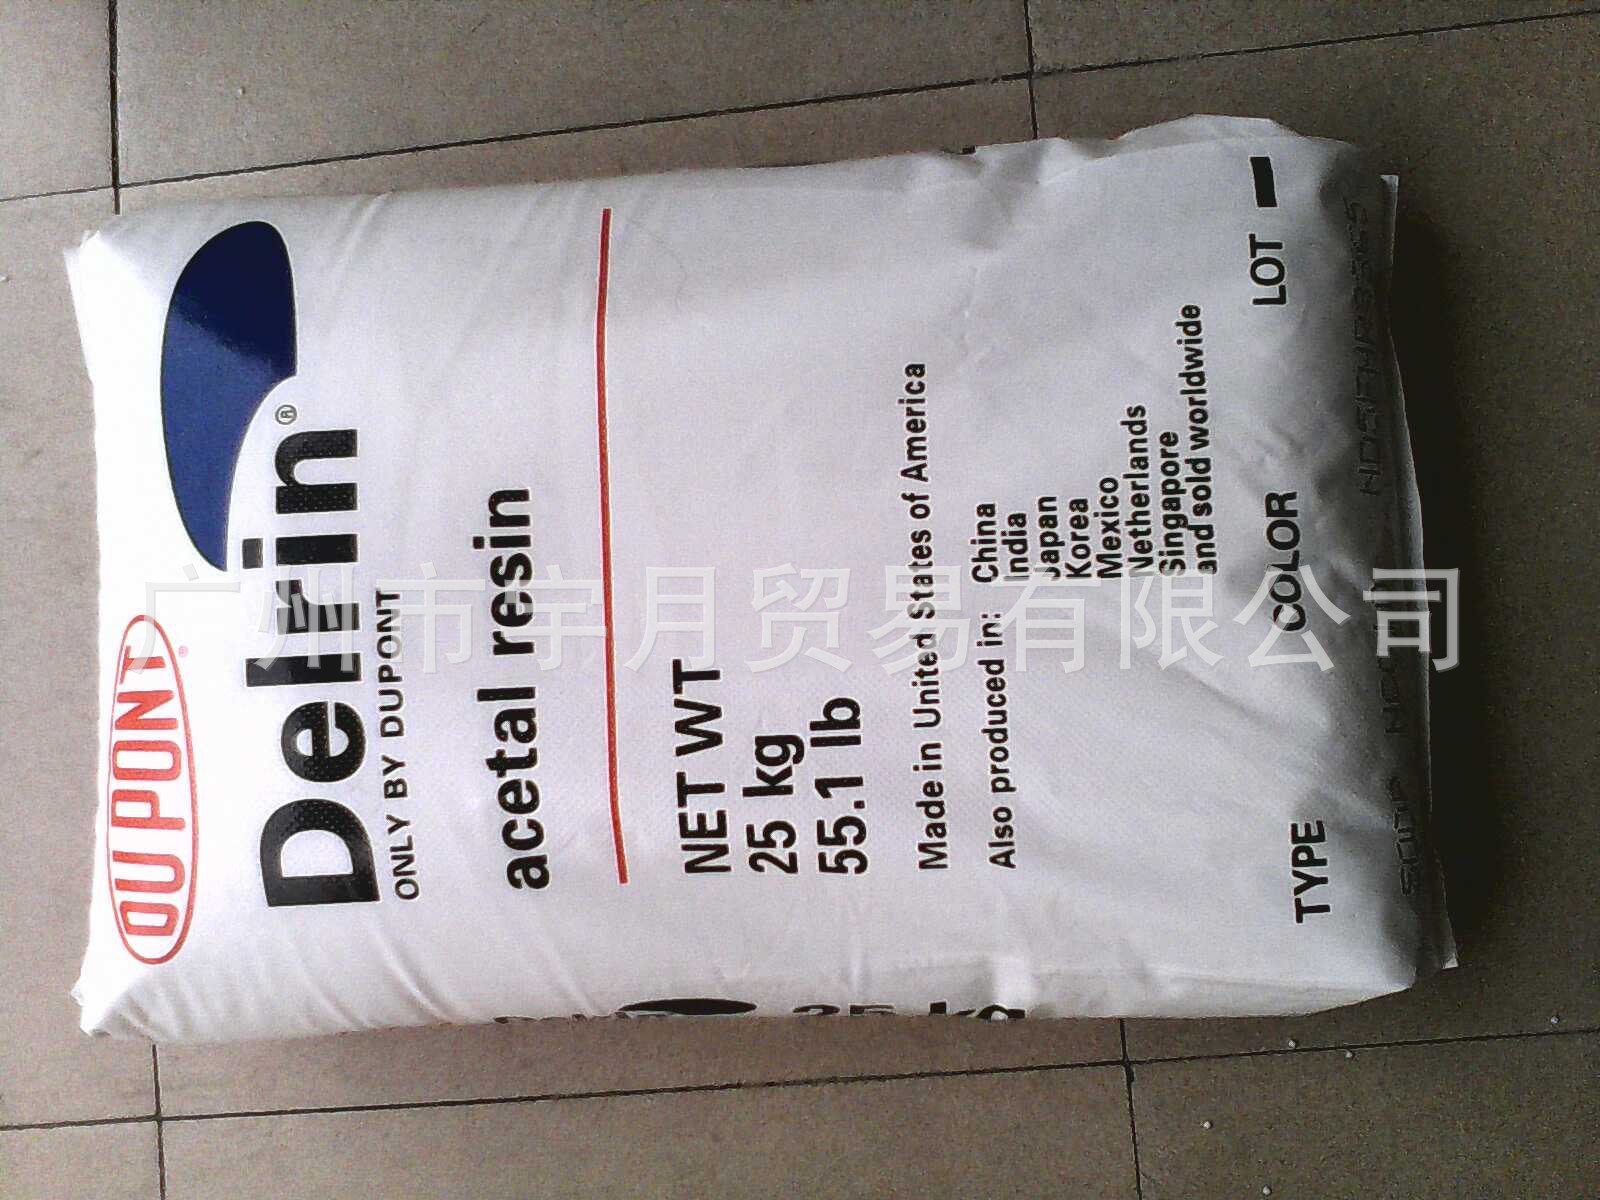 DUPONT®
Delrin®
ONLY BY DUPONT
acetal resin
NET WT
25 kg
55.1 lb
Made in United States of America
Also produced in: China
India
Japan
Korea
Mexico
Netherlands
Singapore
and sold worldwide
TYPE COLOR LOT
500P
广州市宇月贸易有限公司